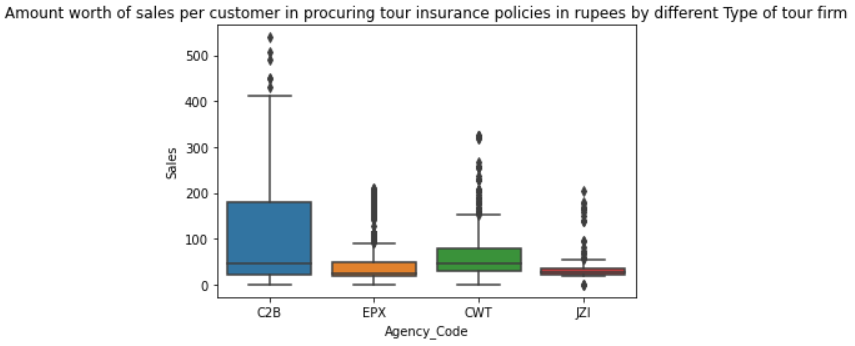 Amount worth of sales per customer in procuring tour insurance policies in rupees by different Type of tour firm
500
400
300
200
100
0
Sales
C2B EPX CWT JZI
Agency_Code